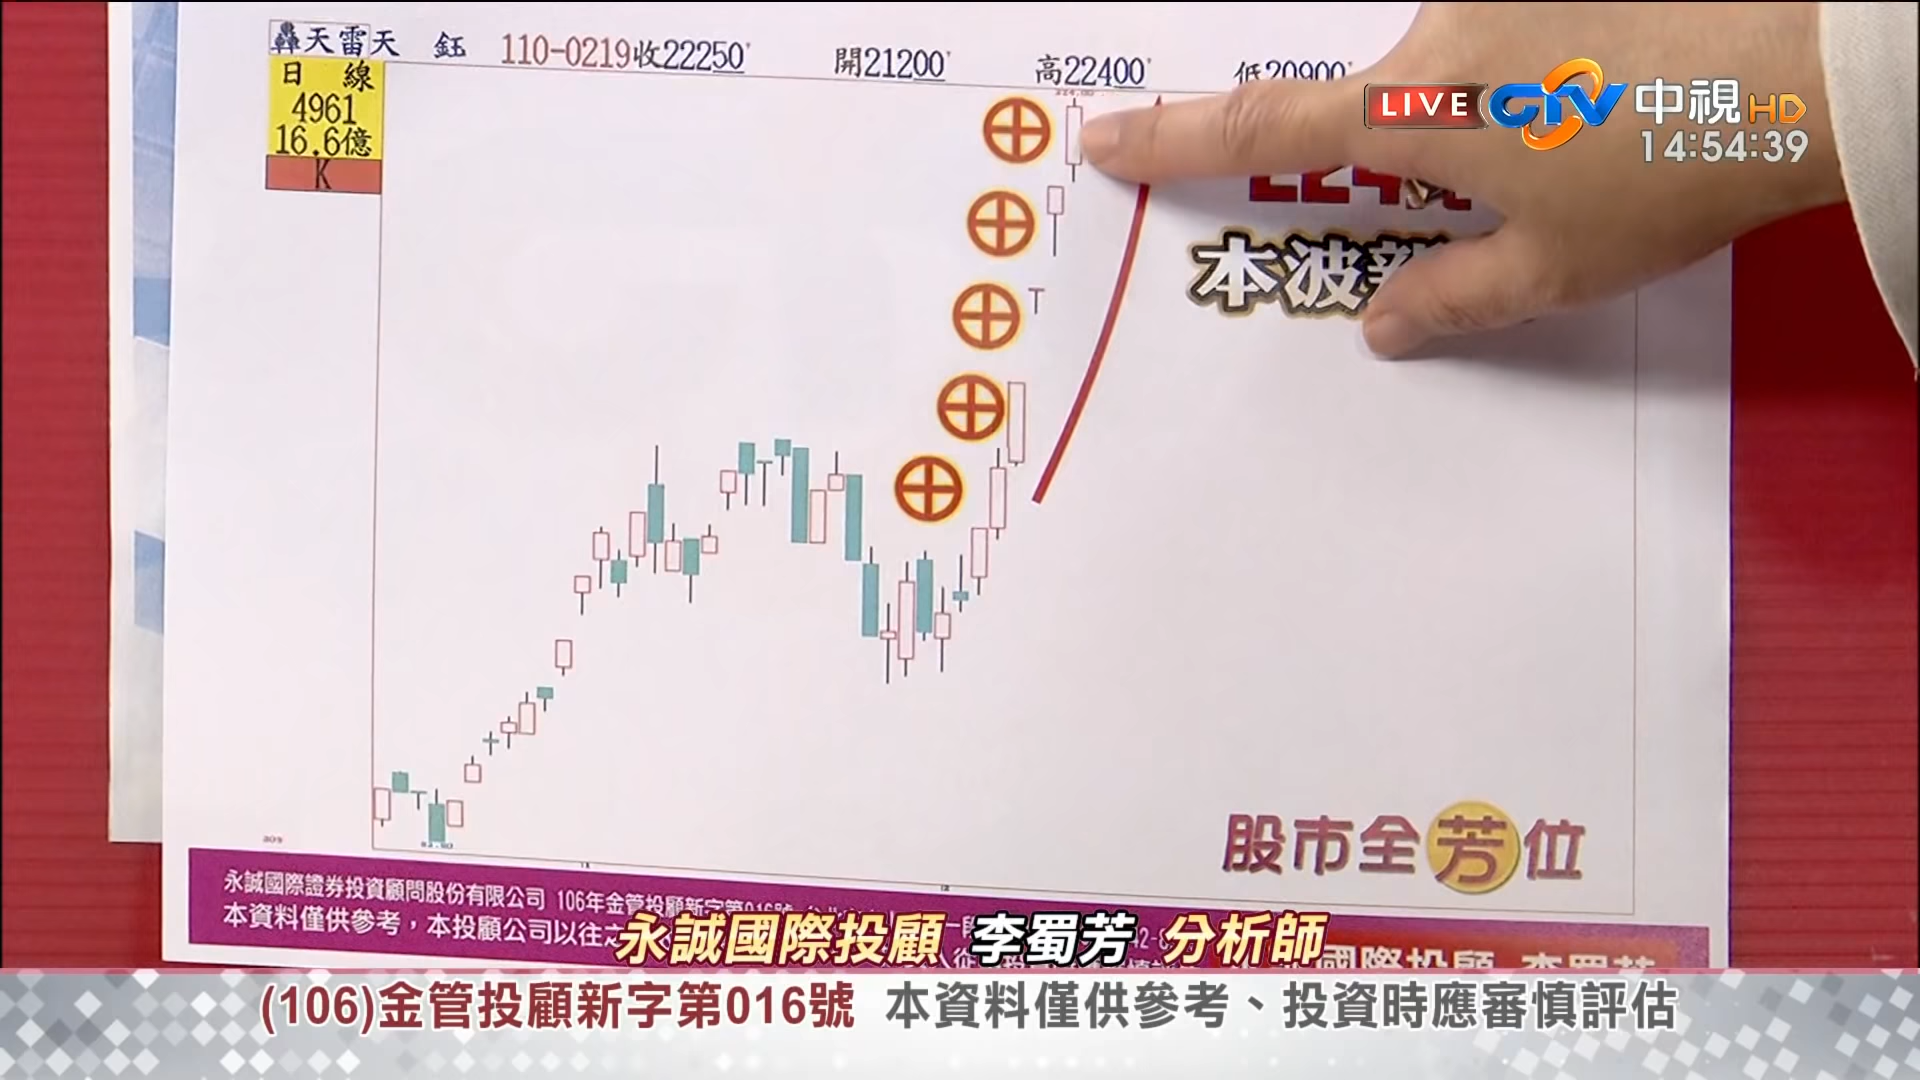 轟天雷天 鈺 110-0219收22250 開21200 高22400 低20900
日 線
4961
16.6億
K
LIVE CTV 中視HD
14:54:39
本波
股市全芳位
永誠國際證券投資顧問股份有限公司 106年金管投顧新字第016號
本資料僅供參考，本投顧公司以往之
永誠國際投顧 李蜀芳 分析師
(106)金管投顧新字第016號 本資料僅供參考、投資時應審慎評估